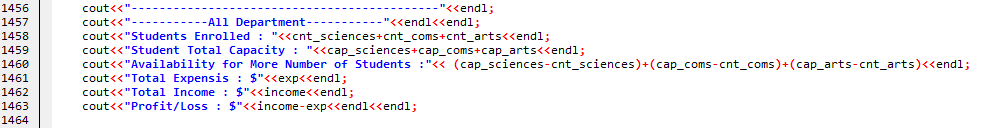 1456 cout<<"----------------------------------------"<<endl;
1457 cout<<"-----------All Department-----------"<<endl<<endl;
1458 cout<<"Students Enrolled : "<<cnt_sciences+cnt_coms+cnt_arts<<endl;
1459 cout<<"Student Total Capacity : "<<cap_sciences+cap_coms+cap_arts<<endl;
1460 cout<<"Availability for More Number of Students :"<< (cap_sciences-cnt_sciences)+(cap_coms-cnt_coms)+(cap_arts-cnt_arts)<<endl;
1461 cout<<"Total Expensis : $"<<exp<<endl;
1462 cout<<"Total Income : $"<<income<<endl;
1463 cout<<"Profit/Loss : $"<<income-exp<<endl<<endl;
1464